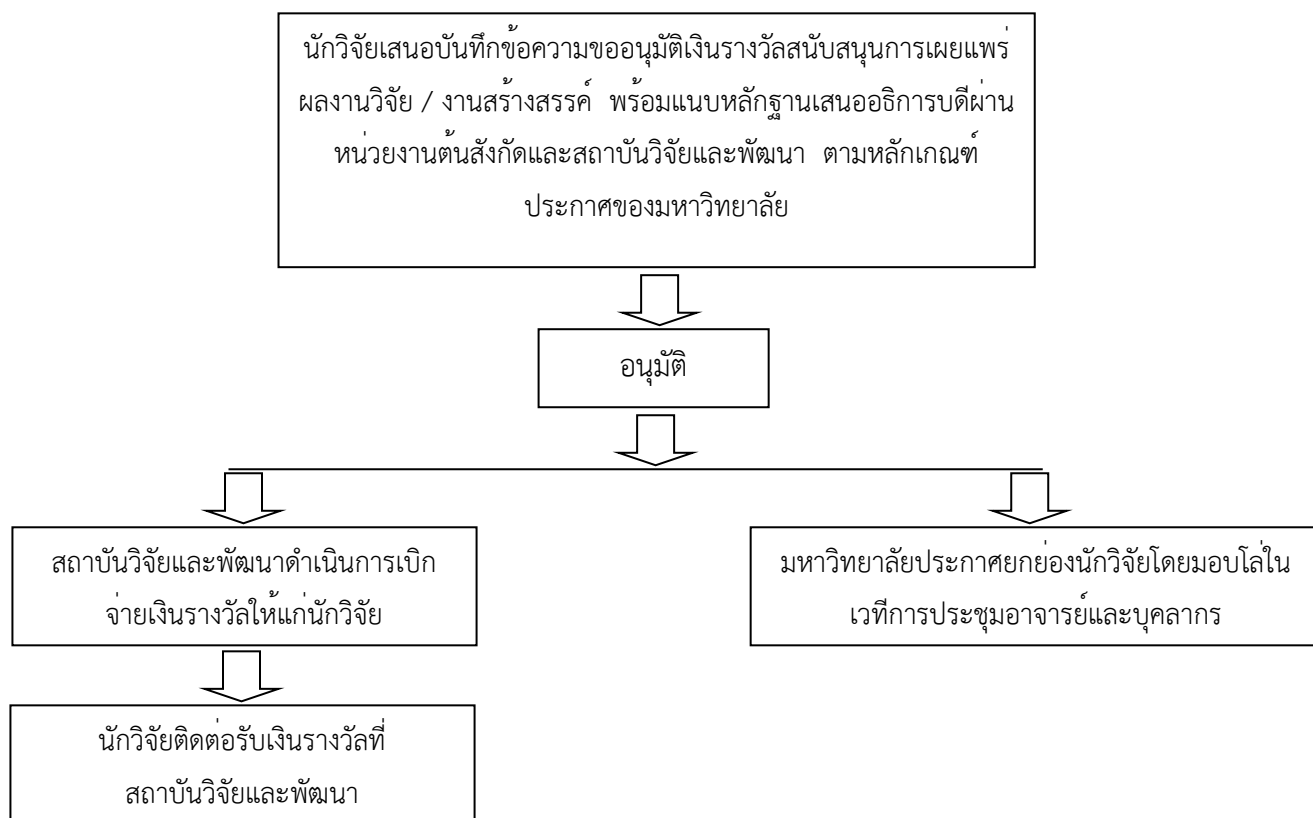 นักวิจัยเสนอบันทึกข้อความขออนุมัติเงินรางวัลสนับสนุนการเผยแพร่
ผลงานวิจัย / งานสร้างสรรค์ พร้อมแนบหลักฐานเสนออธิการบดีผ่าน
หน่วยงานต้นสังกัดและสถาบันวิจัยและพัฒนา ตามหลักเกณฑ์
ประกาศของมหาวิทยาลัย
อนุมัติ
สถาบันวิจัยและพัฒนาดำเนินการเบิก
จ่ายเงินรางวัลให้แก่นักวิจัย
มหาวิทยาลัยประกาศยกย่องนักวิจัยโดยมอบโล่ใน
เวทีการประชุมอาจารย์และบุคลากร
นักวิจัยติดต่อรับเงินรางวัลที่
สถาบันวิจัยและพัฒนา